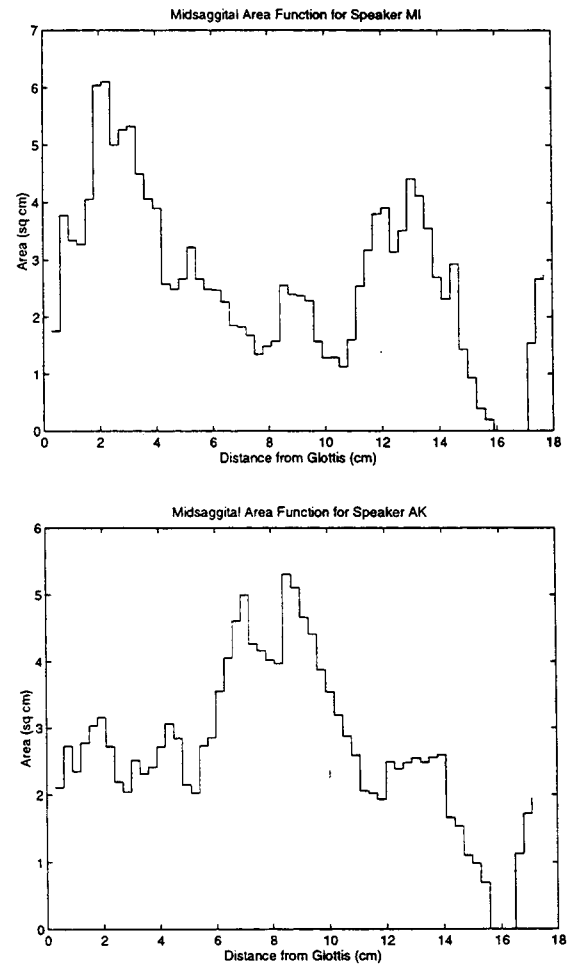 Midsaggital Area Function for Speaker MI
7
6
5
4
3
2
1
0
Area (sq cm)
0 2 4 6 8 10 12 14 16 18
Distance from Glottis (cm)
Midsaggital Area Function for Speaker AK
6
5
4
3
2
1
0
Area (sq cm)
0 2 4 6 8 10 12 14 16 18
Distance from Glottis (cm)